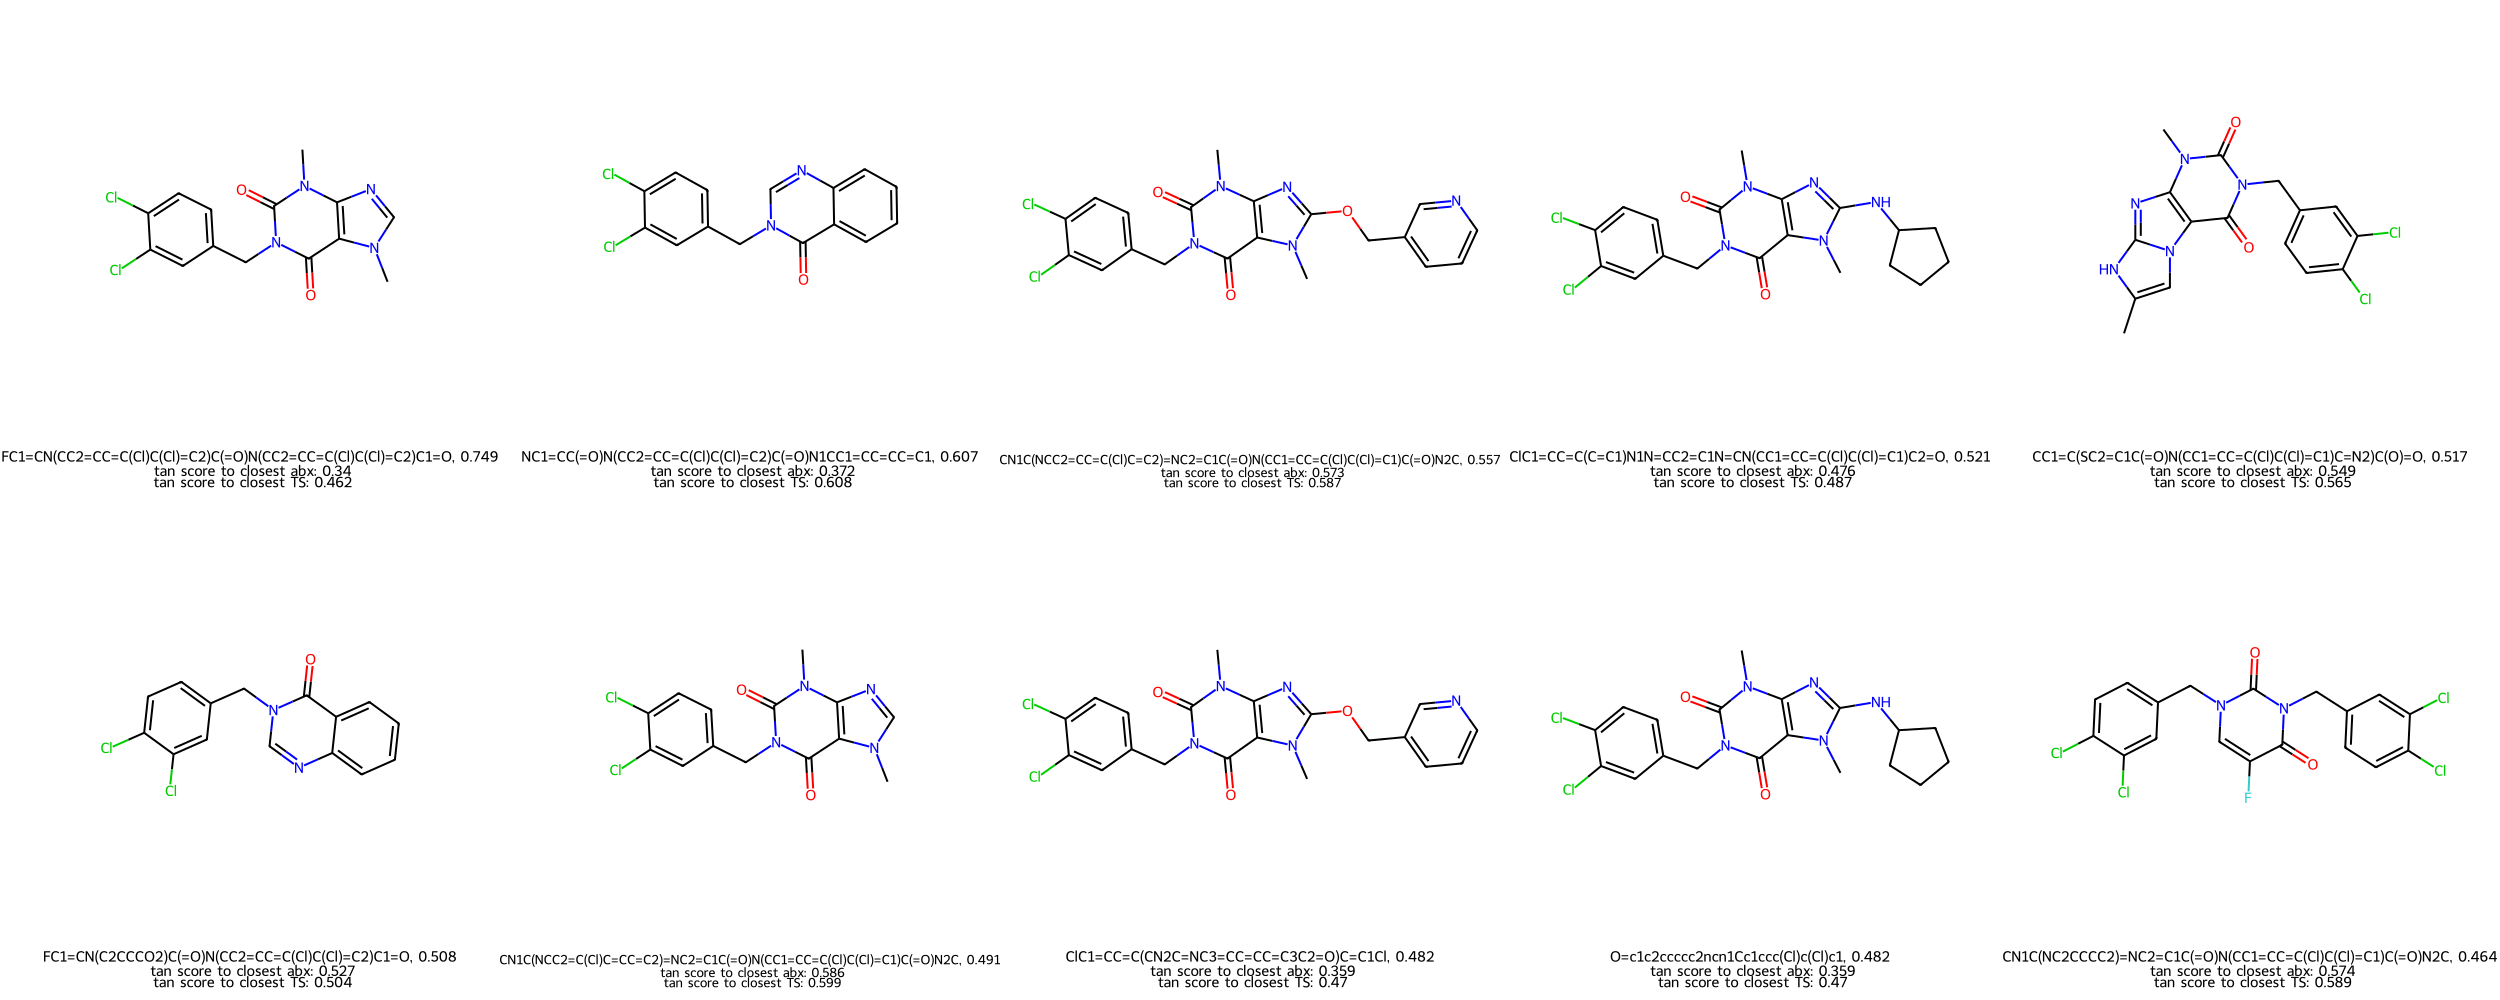 FC1=CN(CC2=CC=C(Cl)C(Cl)=C2)C(=O)N(CC2=CC=C(Cl)C(Cl)=C2)C1=O, 0.749
tan score to closest abx: 0.34
tan score to closest TS: 0.462
NC1=CC(=O)N(CC2=CC=C(Cl)C(Cl)=C2)C(=O)N1CC1=CC=CC=C1, 0.607
tan score to closest abx: 0.372
tan score to closest TS: 0.608
CN1C(NCC2=CC=C(Cl)C=C2)=NC2=C1C(=O)N(CC1=CC=C(Cl)C(Cl)=C1)C(=O)N2C, 0.557
tan score to closest abx: 0.573
tan score to closest TS: 0.587
ClC1=CC=C(C=C1)N1N=CC2=C1N=CN(CC1=CC=C(Cl)C(Cl)=C1)C2=O, 0.521
tan score to closest abx: 0.476
tan score to closest TS: 0.487
CC1=C(SC2=C1C(=O)N(CC1=CC=C(Cl)C(Cl)=C1)C=N2)C(O)=O, 0.517
tan score to closest abx: 0.549
tan score to closest TS: 0.565
FC1=CN(C2CCCO2)C(=O)N(CC2=CC=C(Cl)C(Cl)=C2)C1=O, 0.508
tan score to closest abx: 0.527
tan score to closest TS: 0.504
CN1C(NCC2=C(Cl)C=CC=C2)=NC2=C1C(=O)N(CC1=CC=C(Cl)C(Cl)=C1)C(=O)N2C, 0.491
tan score to closest abx: 0.586
tan score to closest TS: 0.599
ClC1=CC=C(CN2C=NC3=CC=CC=C3C2=O)C=C1Cl, 0.482
tan score to closest abx: 0.359
tan score to closest TS: 0.47
O=c1c2ccccc2ncn1Cc1ccc(Cl)c(Cl)c1, 0.482
tan score to closest abx: 0.359
tan score to closest TS: 0.47
CN1C(NC2CCCC2)=NC2=C1C(=O)N(CC1=CC=C(Cl)C(Cl)=C1)C(=O)N2C, 0.464
tan score to closest abx: 0.574
tan score to closest TS: 0.589